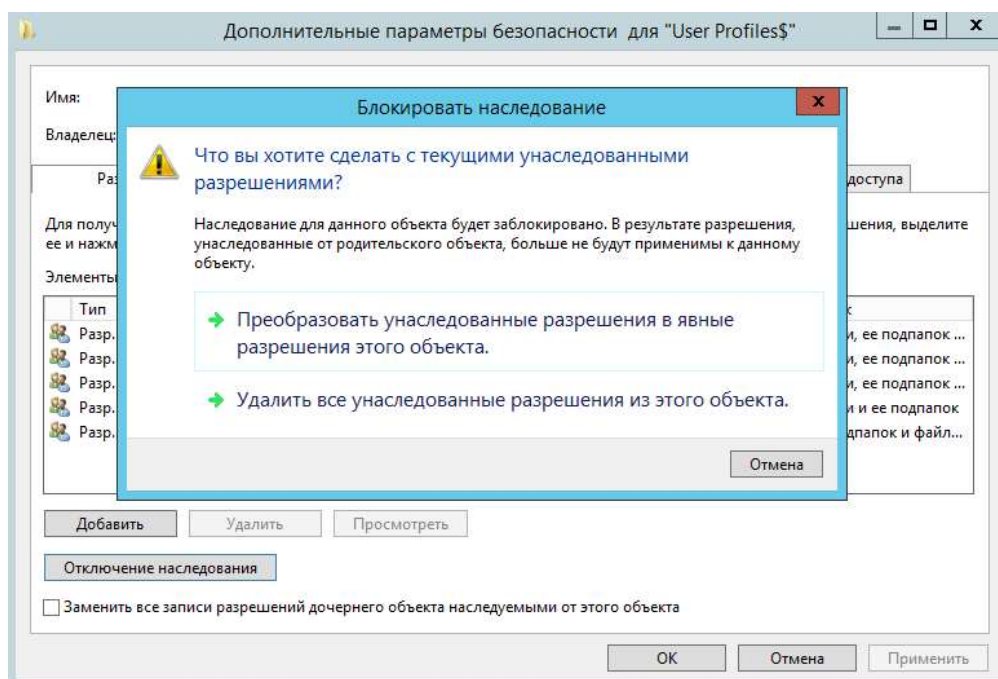 Дополнительные параметры безопасности для "User Profiles$"
Имя:
Владелец:
Блокировать наследование
Что вы хотите сделать с текущими унаследованными
разрешениями?
доступа
Наследование для данного объекта будет заблокировано. В результате разрешения,
унаследованные от родительского объекта, больше не будут применимы к данному
объекту.
Для получ
шения, выделите
ее и нажм
Элементы
Преобразовать унаследованные разрешения в явные
разрешения этого объекта.
Удалить все унаследованные разрешения из этого объекта.
Отмена
Тип
Разр.
и, ее подпапок ...
Разр.
и, ее подпапок ...
Разр.
и, ее подпапок ...
Разр.
и и ее подпапок
Разр.
дпапок и файл...
Добавить
Удалить
Просмотреть
Отключение наследования
Заменить все записи разрешений дочернего объекта наследуемыми от этого объекта
ОК
Отмена
Применить